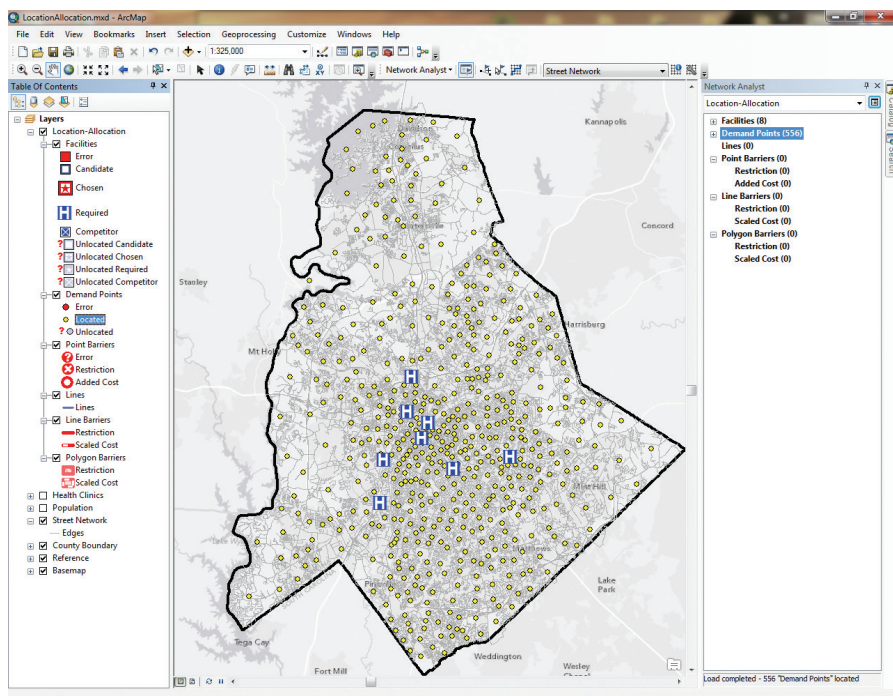 LocationAllocation.mxd - ArcMap
File Edit View Bookmarks Insert Selection Geoprocessing Customize Windows Help
1:325,000
Network Analyst
Street Network
Table Of Contents
Layers
Location-Allocation
Facilities
Error
Candidate
Chosen
Required
Competitor
? Unlocated Candidate
? Unlocated Chosen
? Unlocated Required
? Unlocated Competitor
Demand Points
Error
Located
? Unlocated
Point Barriers
Error
Restriction
Added Cost
Lines
Lines
Line Barriers
Restriction
Scaled Cost
Polygon Barriers
Restriction
Scaled Cost
Health Clinics
Population
Street Network
Edges
County Boundary
Reference
Basemap
Davidson
Kannapolis
Concord
Stanley
Harrisburg
H
H
H
H
H
H
H
H
Mint Hill
Matthews
Lake
Park
Tega Cay
Fort Mill
Weddington
Wesley
Chapel
Network Analyst
Location-Allocation
Facilities (8)
Demand Points (556)
Lines (0)
Point Barriers (0)
Restriction (0)
Added Cost (0)
Line Barriers (0)
Restriction (0)
Scaled Cost (0)
Polygon Barriers (0)
Restriction (0)
Scaled Cost (0)
Catalog
Search
Load completed - 556 "Demand Points" located